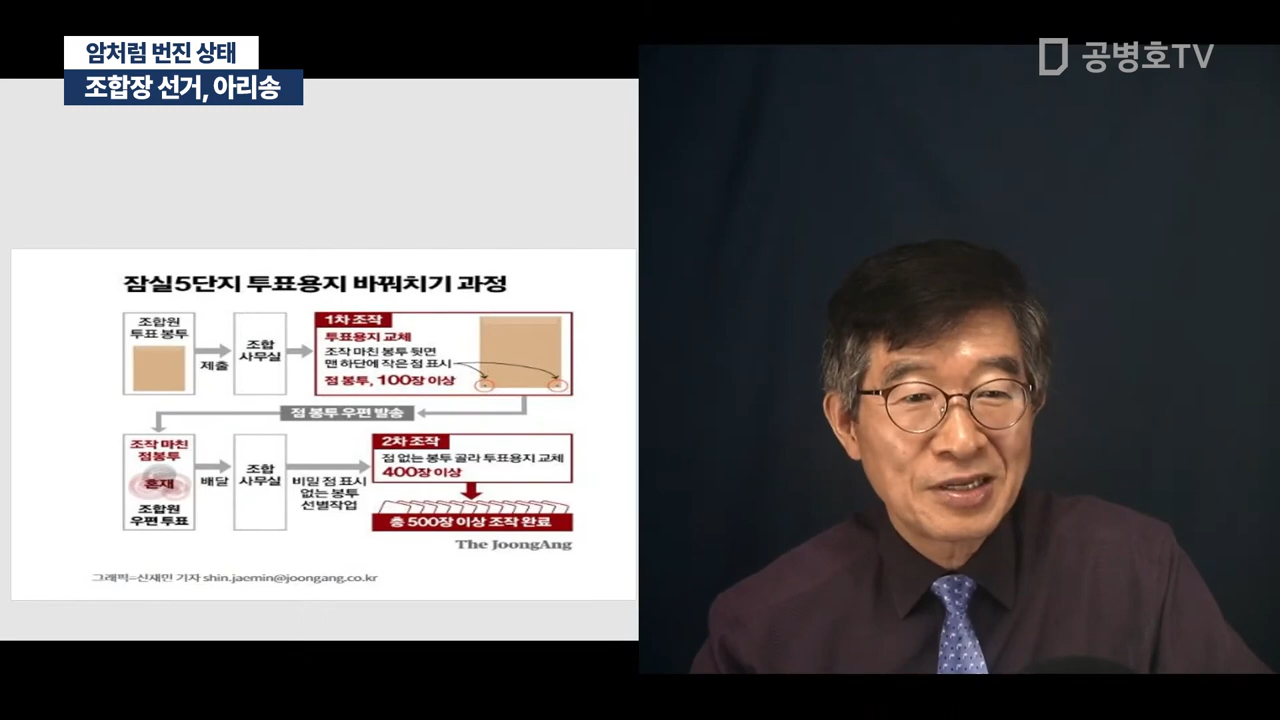 암처럼 번진 상태
조합장 선거, 아리송
공병호TV
잠실5단지 투표용지 바꿔치기 과정
조합원
투표 봉투
제출
조합
사무실
1차 조작
투표용지 교체
조작 마친 봉투 뒷면
맨 하단에 작은 점 표시
점 봉투, 100장 이상
점 봉투 우편 발송
조작 마친
점봉투
혼재
조합원
우편 투표
배달
조합
사무실
비밀 점 표시
없는 봉투
선별작업
2차 조작
점 없는 봉투 골라 투표용지 교체
400장 이상
총 500장 이상 조작 완료
The JoongAng
그래픽=신재민 기자 shin.jaemin@joongang.co.kr